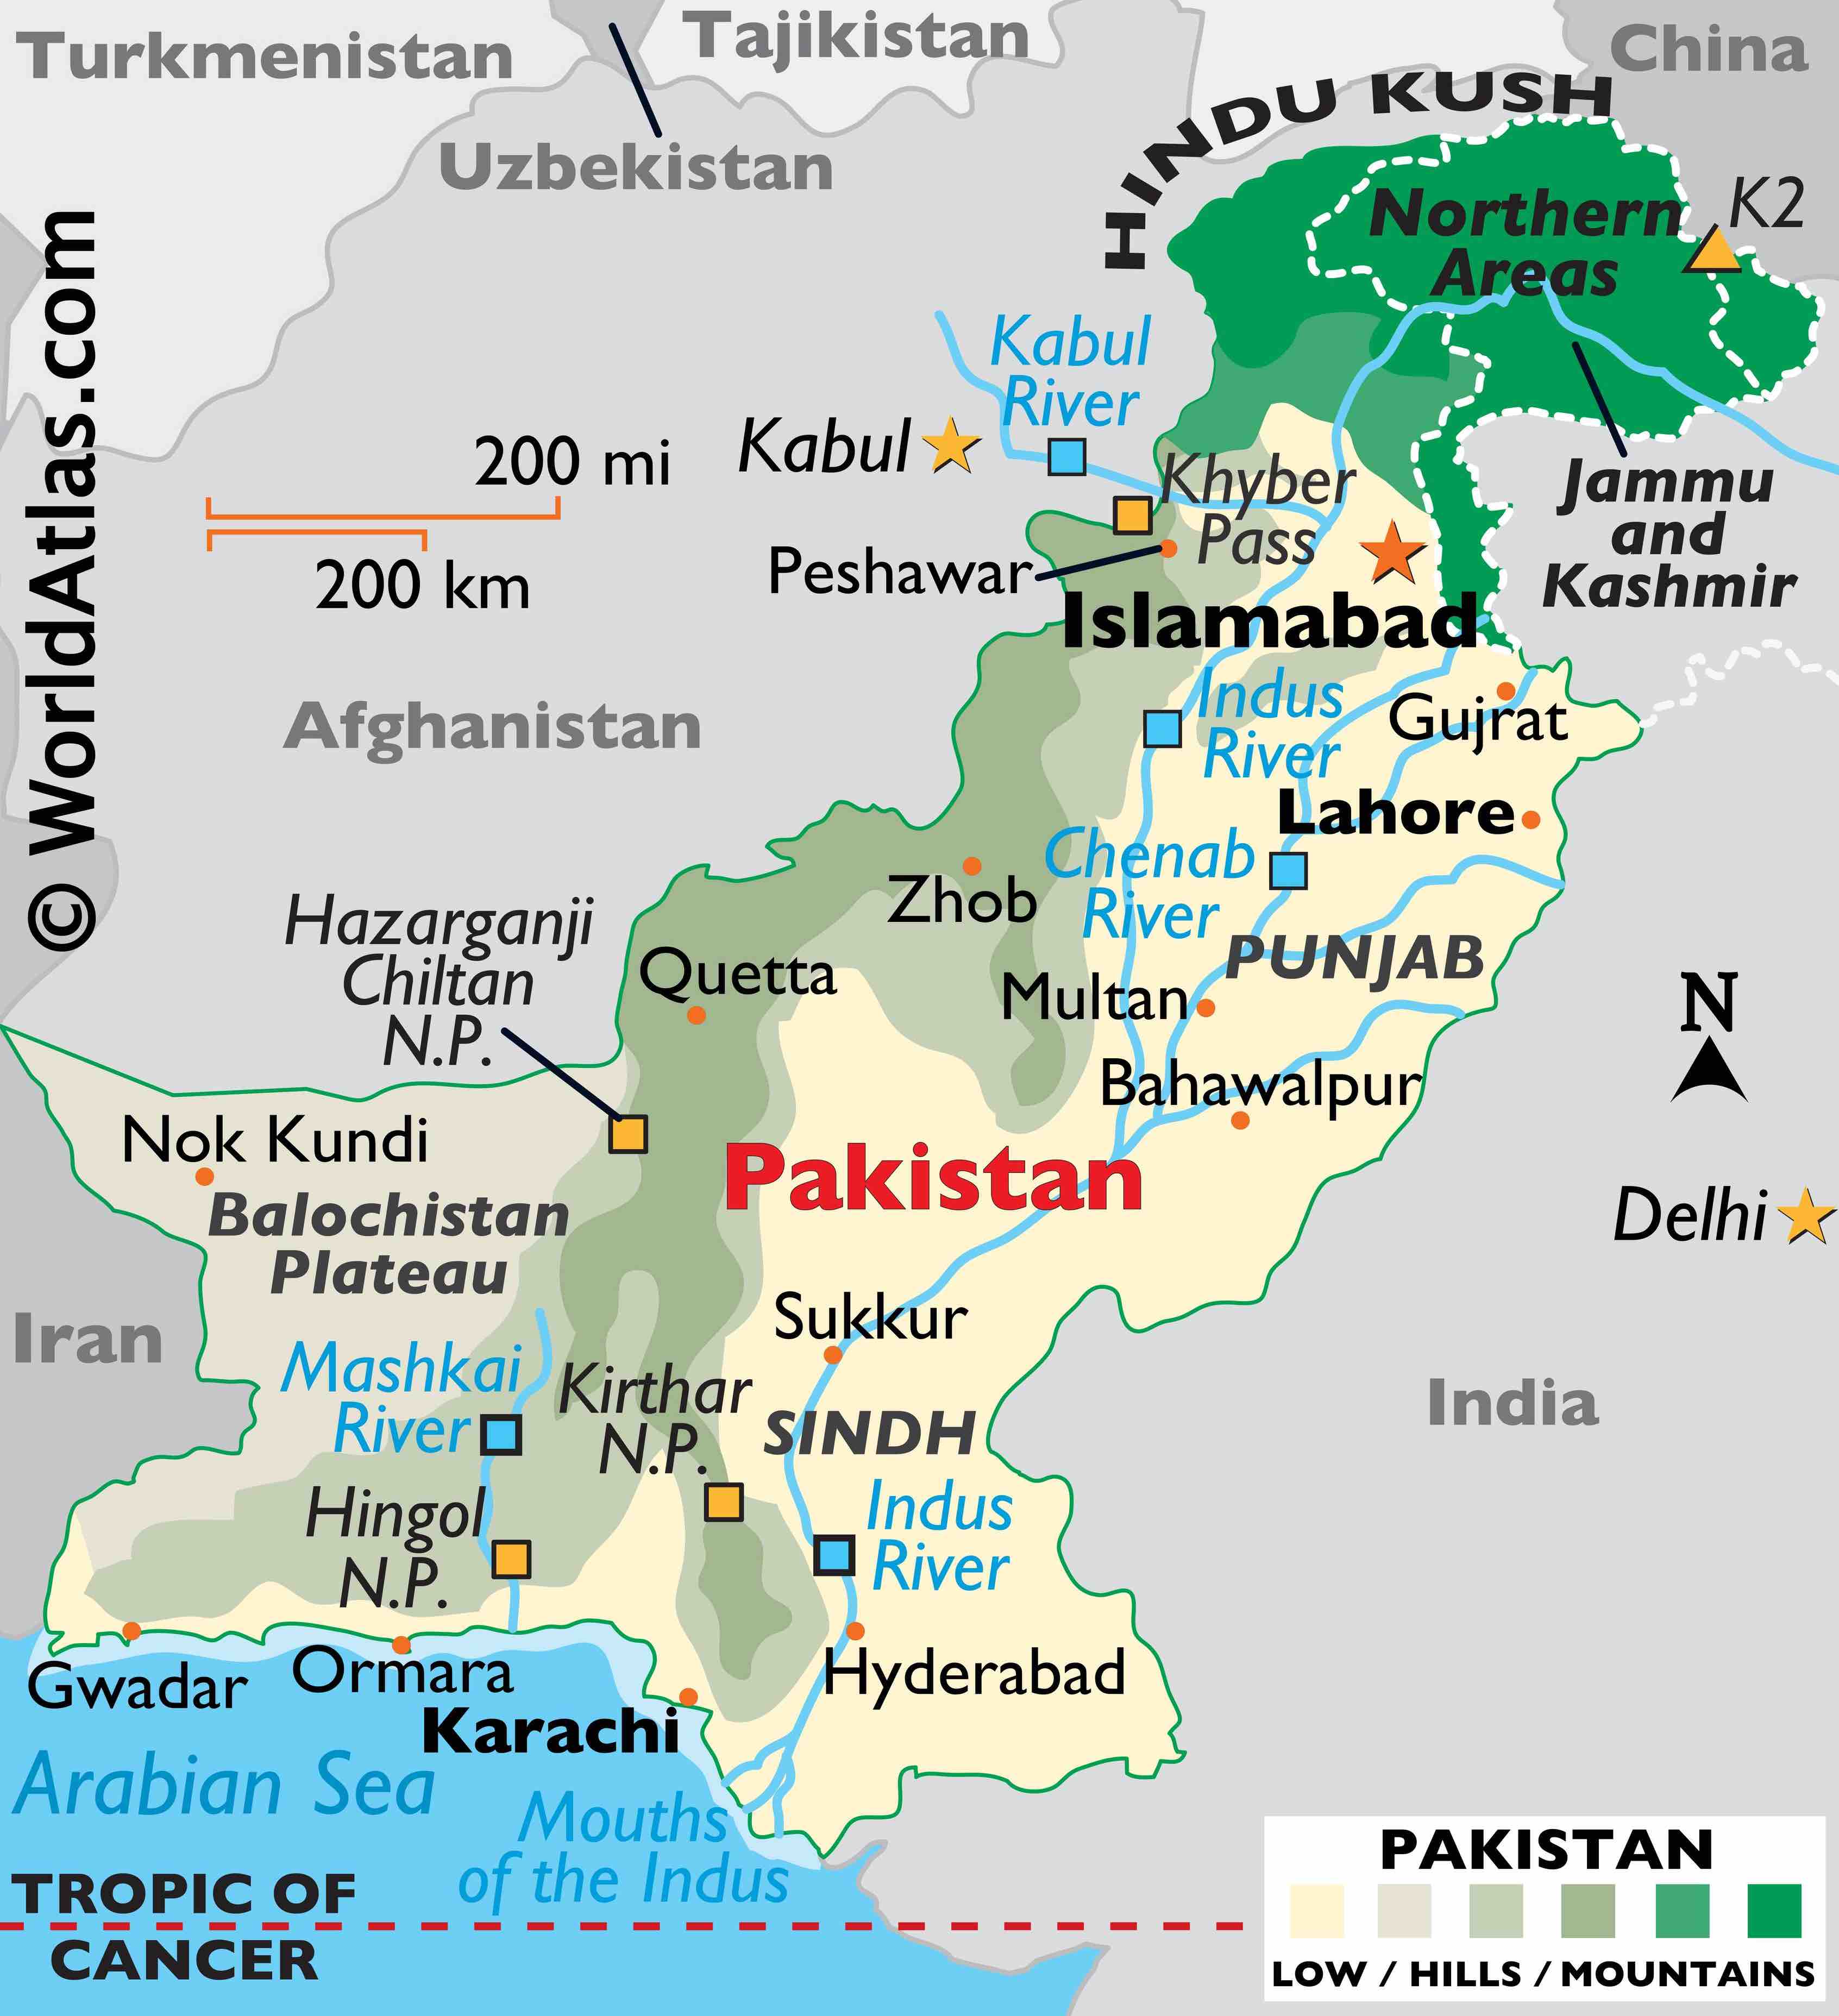 Turkmenistan
Tajikistan
China
Uzbekistan
HINDU KUSH
K2
Northern
Areas
© WorldAtlas.com
Kabul
River
Kabul
200 mi
200 km
Khyber
Pass
Peshawar
Islamabad
Jammu
and
Kashmir
Afghanistan
Indus
River
Gujrat
Lahore
Chenab
River
Zhob
Hazarganji
Chiltan
N.P.
Quetta
PUNJAB
Multan
N
Bahawalpur
Nok Kundi
Pakistan
Balochistan
Plateau
Delhi
Iran
Sukkur
Mashkai
River
Kirthar
N.P.
SINDH
India
Hingol
N.P.
Indus
River
Gwadar
Ormara
Hyderabad
Karachi
Arabian Sea
Mouths
of the Indus
TROPIC OF
CANCER
PAKISTAN
LOW / HILLS / MOUNTAINS